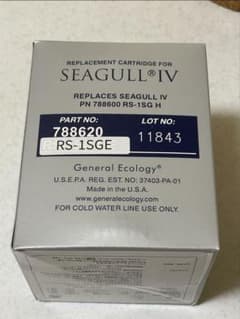 REPLACEMENT CARTRIDGE FOR
SEAGULL® IV
REPLACES SEAGULL IV
PN 788600 RS-1SG H
PART NO: LOT NO:
788620 11843
RS-1SGE
General Ecology®
U.S.E.P.A. REG. EST. NO: 37403-PA-01
Made in the U.S.A.
www.generalecology.com
FOR COLD WATER LINE USE ONLY.